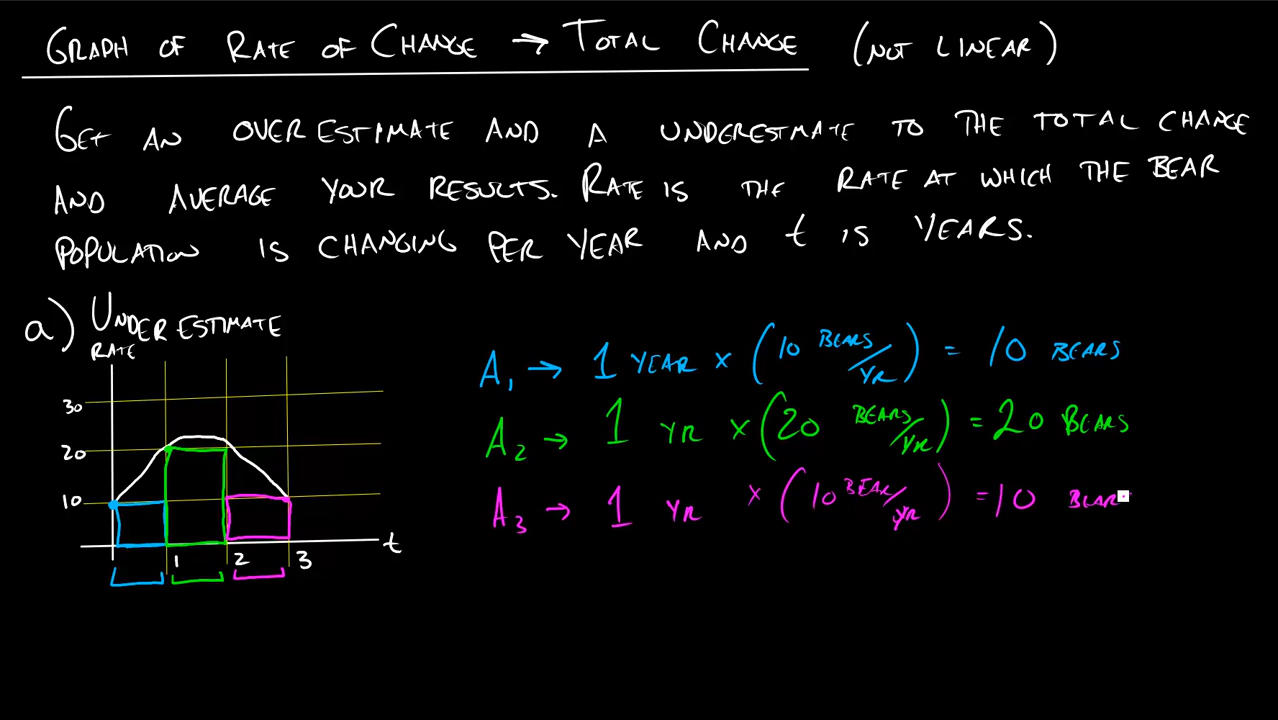 GRAPH OF RATE OF CHANGE → TOTAL CHANGE (NOT LINEAR)
GET AN OVERESTIMATE AND A UNDERESTIMATE TO THE TOTAL CHANGE
AND AVERAGE YOUR RESULTS. RATE IS THE RATE AT WHICH THE BEAR
POPULATION IS CHANGING PER YEAR AND t IS YEARS.
a) UNDERESTIMATE
RATE
30
20
10
1 2 3 t
A₁ → 1 YEAR × (10 BEARS/YR) = 10 BEARS
A₂ → 1 YR × (20 BEARS/YR) = 20 BEARS
A₃ → 1 YR × (10 BEAR/YR) = 10 BEAR